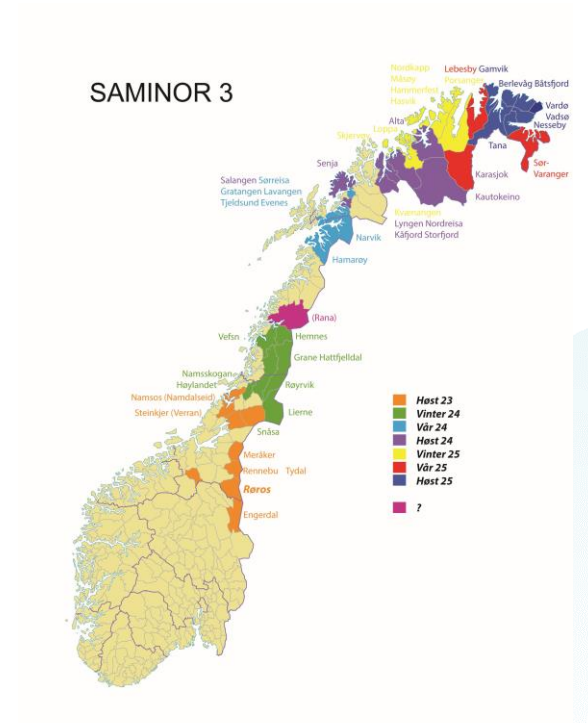 SAMINOR 3
Nordkapp
Måsøy
Hammerfest
Hasvik
Porsanger
Lebesby Gamvik
Berlevåg Båtsfjord
Vardø
Vadsø
Nesseby
Tana
Sør-
Varanger
Alta
Loppa
Skjervøy
Karasjok
Kautokeino
Kvænangen
Lyngen Nordreisa
Kåfjord Storfjord
Senja
Salangen Sørreisa
Gratangen Lavangen
Tjeldsund Evenes
Narvik
Hamarøy
(Rana)
Vefsn
Hemnes
Grane Hattfjelldal
Namsskogan
Høylandet
Røyrvik
Namsos (Namdalseid)
Steinkjer (Verran)
Lierne
Snåsa
Meråker
Rennebu Tydal
Røros
Engerdal
Høst 23
Vinter 24
Vår 24
Høst 24
Vinter 25
Vår 25
Høst 25
?